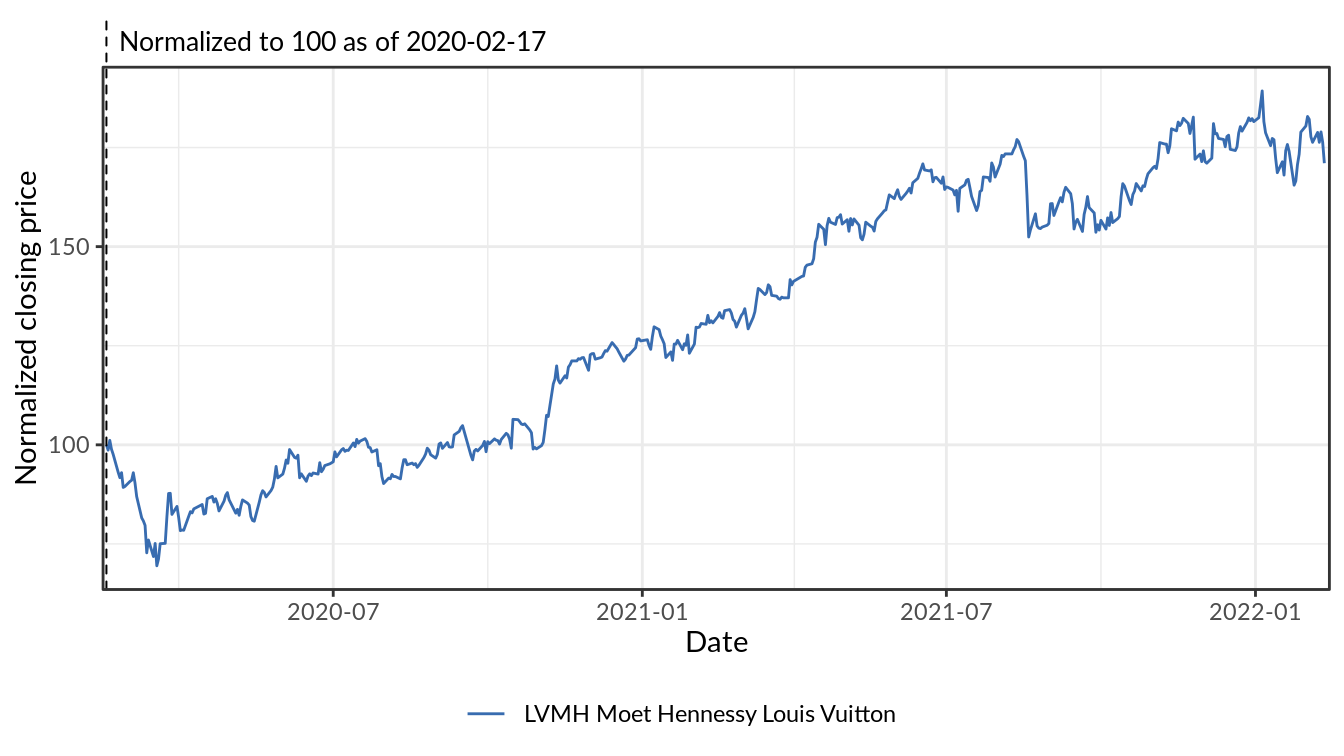 Normalized to 100 as of 2020-02-17
Normalized closing price
150
100
2020-07
2021-01
2021-07
2022-01
Date
LVMH Moet Hennessy Louis Vuitton